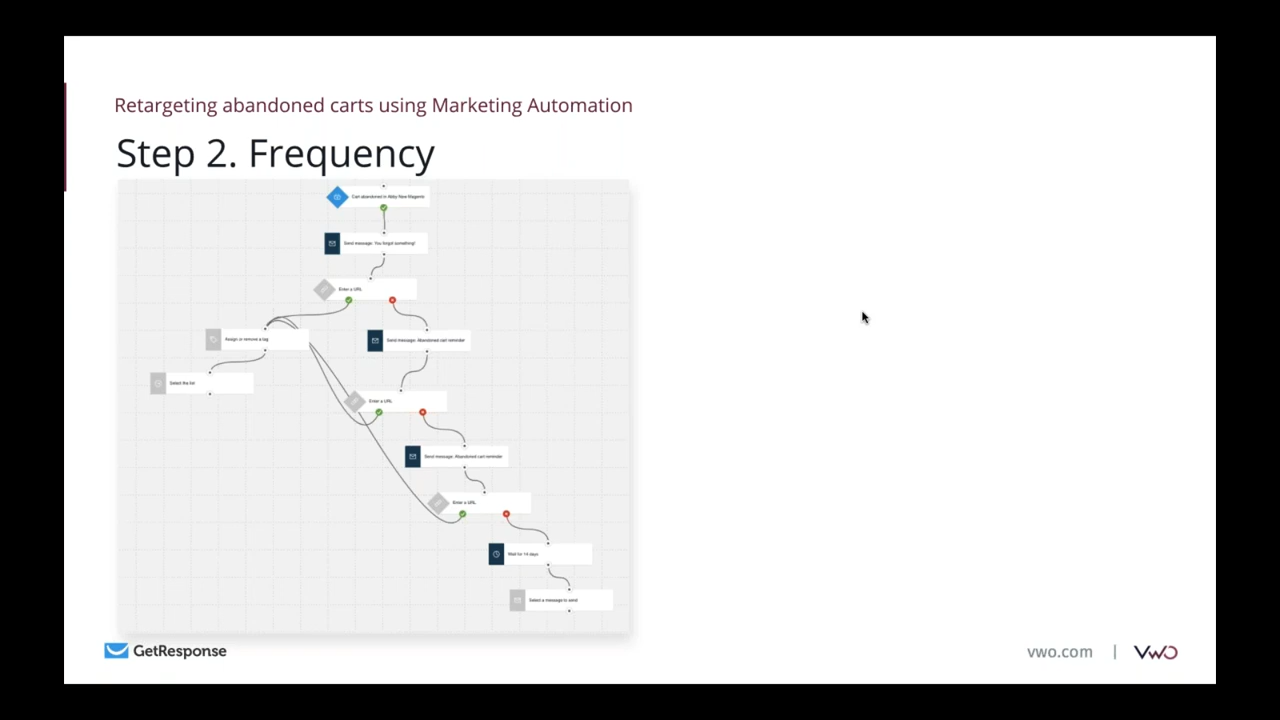 Retargeting abandoned carts using Marketing Automation
Step 2. Frequency
Cart abandoned in Abby New Magento
Send message: You forgot something!
Enter a URL
Assign or remove a tag
Send message: Abandoned cart reminder
Select the list
Enter a URL
Send message: Abandoned cart reminder
Enter a URL
Wait for 14 days
Select a message to send
GetResponse
vwo.com | VWO